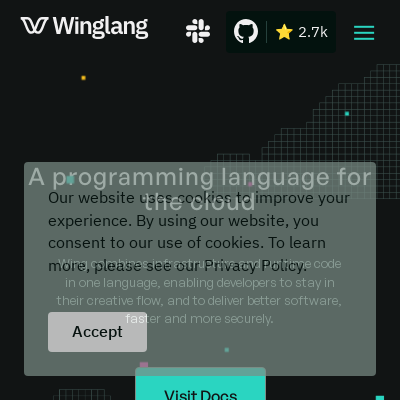 Winglang
2.7k
A programming language for
the cloud
Our website uses cookies to improve your
experience. By using our website, you
consent to our use of cookies. To learn
more, please see our Privacy Policy.
Wing combines infrastructure and runtime code
in one language, enabling developers to stay in
their creative flow, and to deliver better software,
faster and more securely.
Accept
Visit Docs